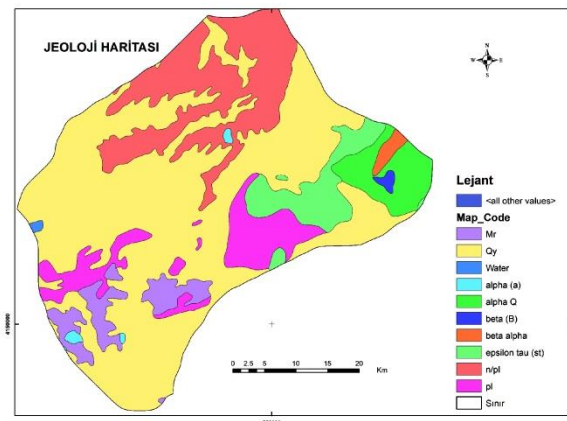 JEOLOJİ HARİTASI
N
W E
S
Lejant
<all other values>
Map_Code
Mr
Qy
Water
alpha (a)
alpha Q
beta (B)
beta alpha
epsilon tau (st)
n/pl
pl
Sınır
0 2.5 5 10 15 20
Km